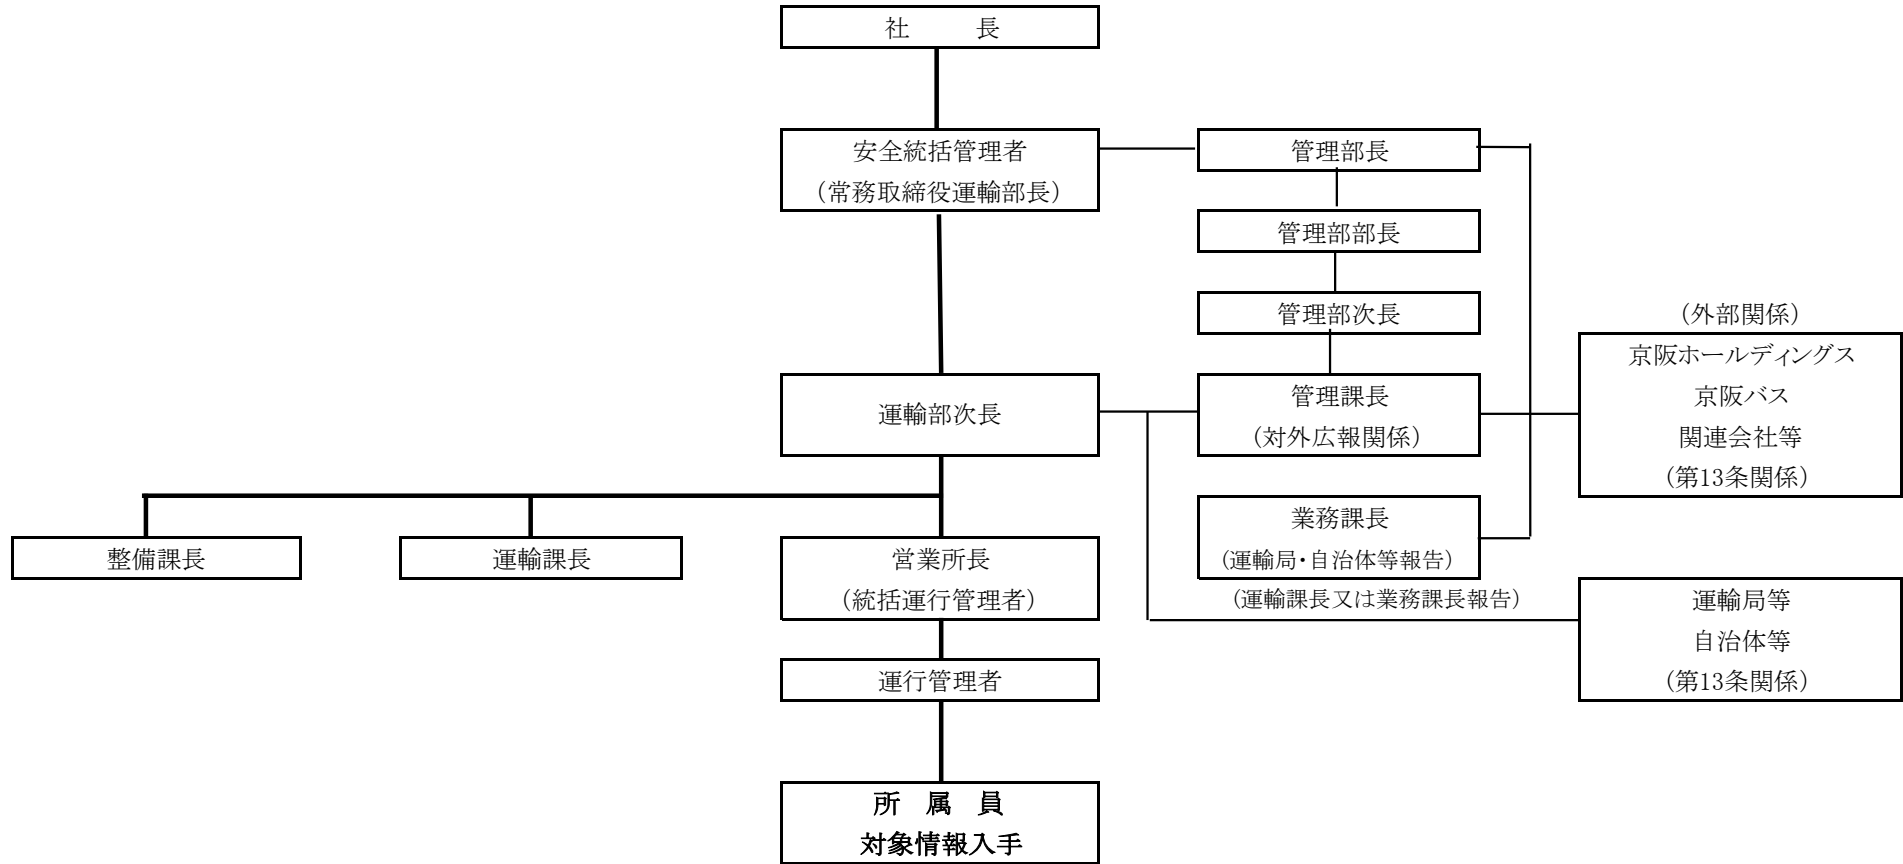 社　　長
安全統括管理者
（常務取締役運輸部長）
管理部長
管理部部長
管理部次長
（外部関係）
京阪ホールディングス
京阪バス
関連会社等
（第13条関係）
運輸部次長
管理課長
（対外広報関係）
業務課長
（運輸局・自治体等報告）
（運輸課長又は業務課長報告）
整備課長
運輸課長
営業所長
（統括運行管理者）
運輸局等
自治体等
（第13条関係）
運行管理者
所　属　員
対象情報入手